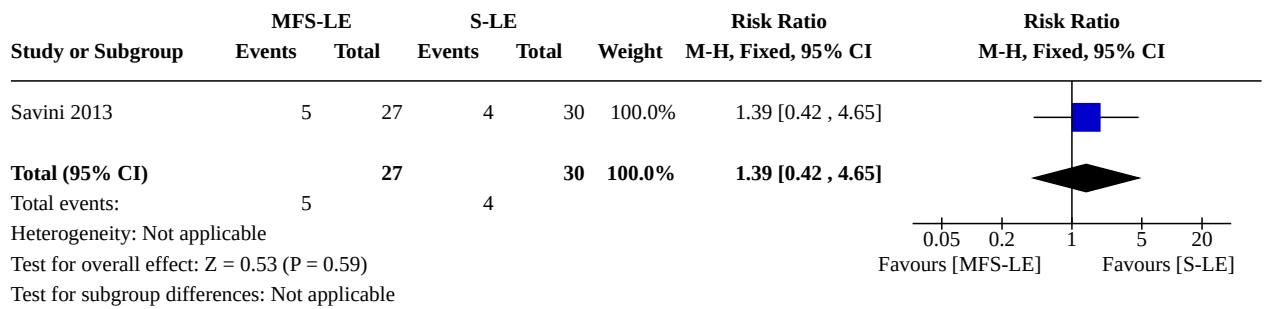 MFS-LE S-LE Risk Ratio Risk Ratio
Study or Subgroup Events Total Events Total Weight M-H, Fixed, 95% CI M-H, Fixed, 95% CI
Savini 2013 5 27 4 30 100.0% 1.39 [0.42 , 4.65]
Total (95% CI) 27 30 100.0% 1.39 [0.42 , 4.65]
Total events: 5 4
Heterogeneity: Not applicable 0.05 0.2 1 5 20
Test for overall effect: Z = 0.53 (P = 0.59) Favours [MFS-LE] Favours [S-LE]
Test for subgroup differences: Not applicable